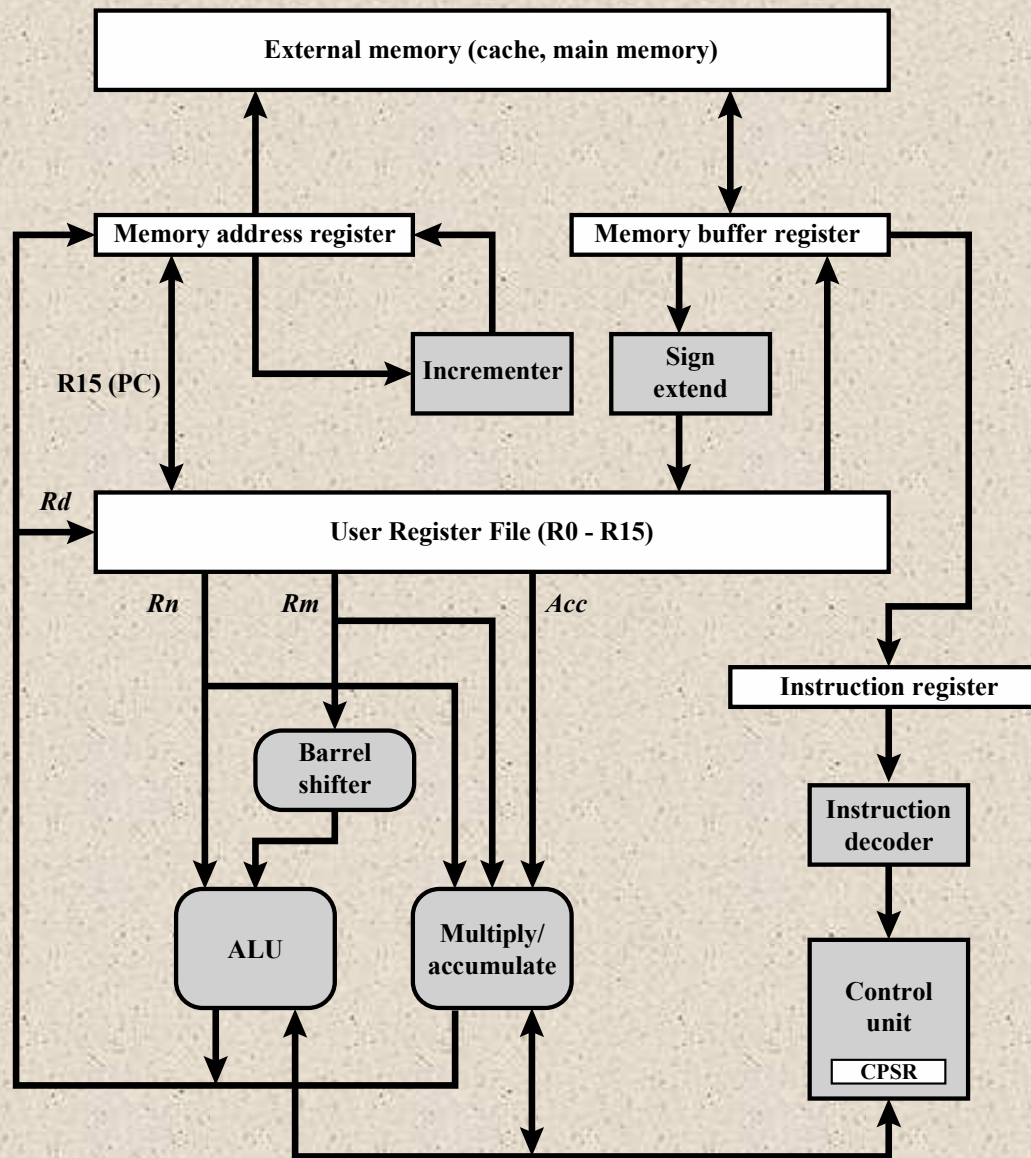 External memory (cache, main memory)
Memory address register
Memory buffer register
Incrementer
Sign
extend
R15 (PC)
Rd
User Register File (R0 - R15)
Rn
Rm
Acc
Instruction register
Barrel
shifter
Instruction
decoder
ALU
Multiply/
accumulate
Control
unit
CPSR